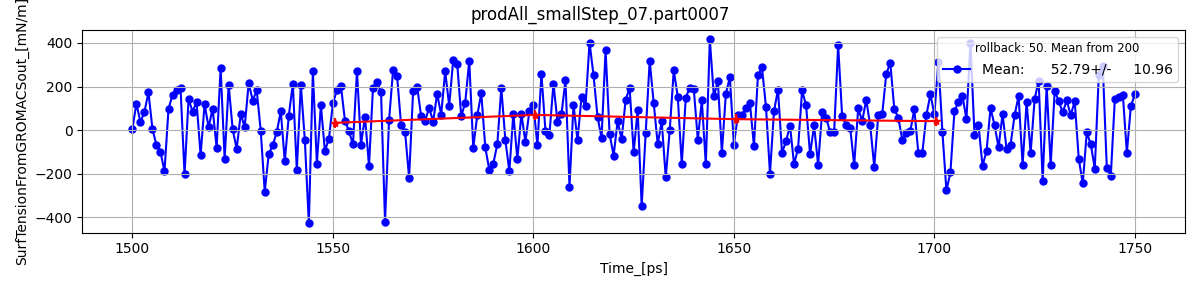 prodAll_smallStep_07.part0007
SurfTensionFromGROMACSout_[mN/m]
400
200
0
−200
−400
rollback: 50. Mean from 200
Mean: 52.79+/- 10.96
1500
1550
1600
1650
1700
1750
Time_[ps]